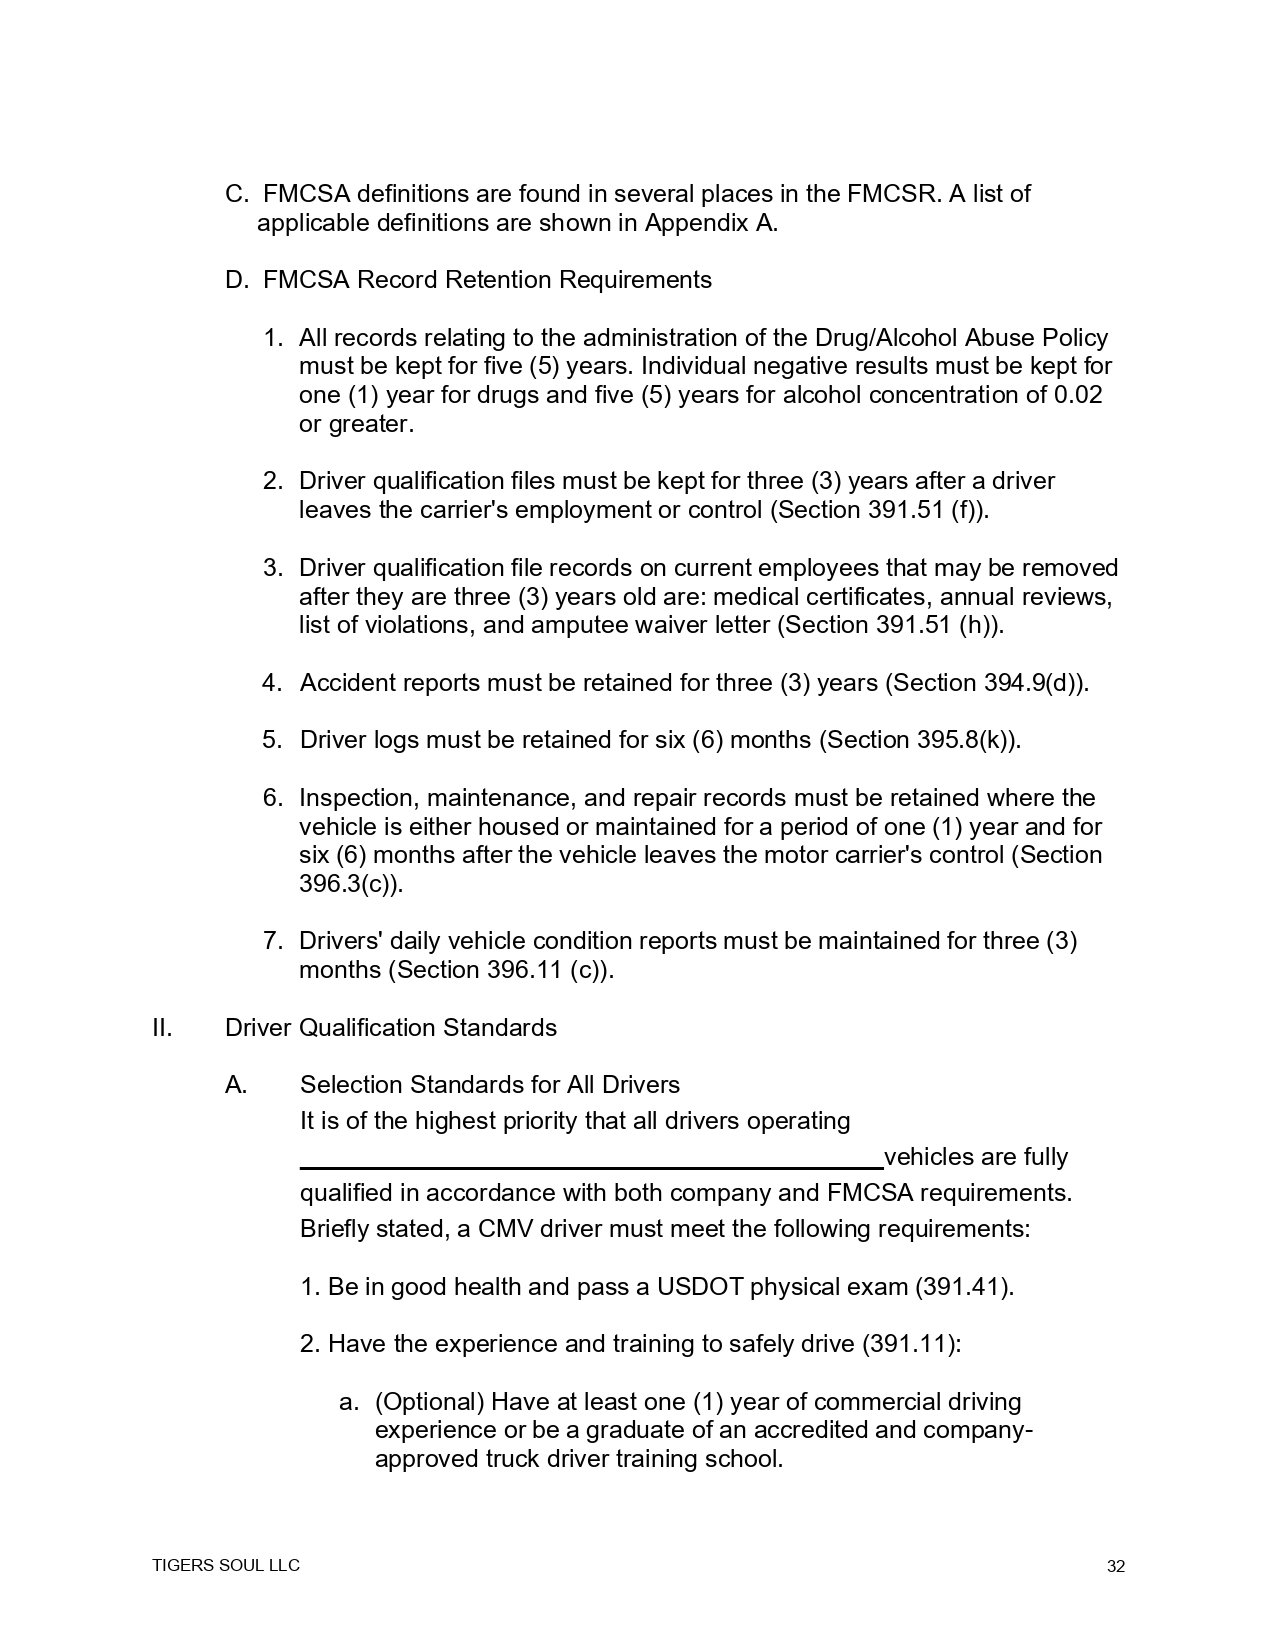 C. FMCSA definitions are found in several places in the FMCSR. A list of
applicable definitions are shown in Appendix A.
D. FMCSA Record Retention Requirements
1. All records relating to the administration of the Drug/Alcohol Abuse Policy
must be kept for five (5) years. Individual negative results must be kept for
one (1) year for drugs and five (5) years for alcohol concentration of 0.02
or greater.
2. Driver qualification files must be kept for three (3) years after a driver
leaves the carrier's employment or control (Section 391.51 (f)).
3. Driver qualification file records on current employees that may be removed
after they are three (3) years old are: medical certificates, annual reviews,
list of violations, and amputee waiver letter (Section 391.51 (h)).
4. Accident reports must be retained for three (3) years (Section 394.9(d)).
5. Driver logs must be retained for six (6) months (Section 395.8(k)).
6. Inspection, maintenance, and repair records must be retained where the
vehicle is either housed or maintained for a period of one (1) year and for
six (6) months after the vehicle leaves the motor carrier's control (Section
396.3(c)).
7. Drivers' daily vehicle condition reports must be maintained for three (3)
months (Section 396.11 (c)).
II. Driver Qualification Standards
A. Selection Standards for All Drivers
It is of the highest priority that all drivers operating
__________________________________________vehicles are fully
qualified in accordance with both company and FMCSA requirements.
Briefly stated, a CMV driver must meet the following requirements:
1. Be in good health and pass a USDOT physical exam (391.41).
2. Have the experience and training to safely drive (391.11):
a. (Optional) Have at least one (1) year of commercial driving
experience or be a graduate of an accredited and company-
approved truck driver training school.
TIGERS SOUL LLC 32